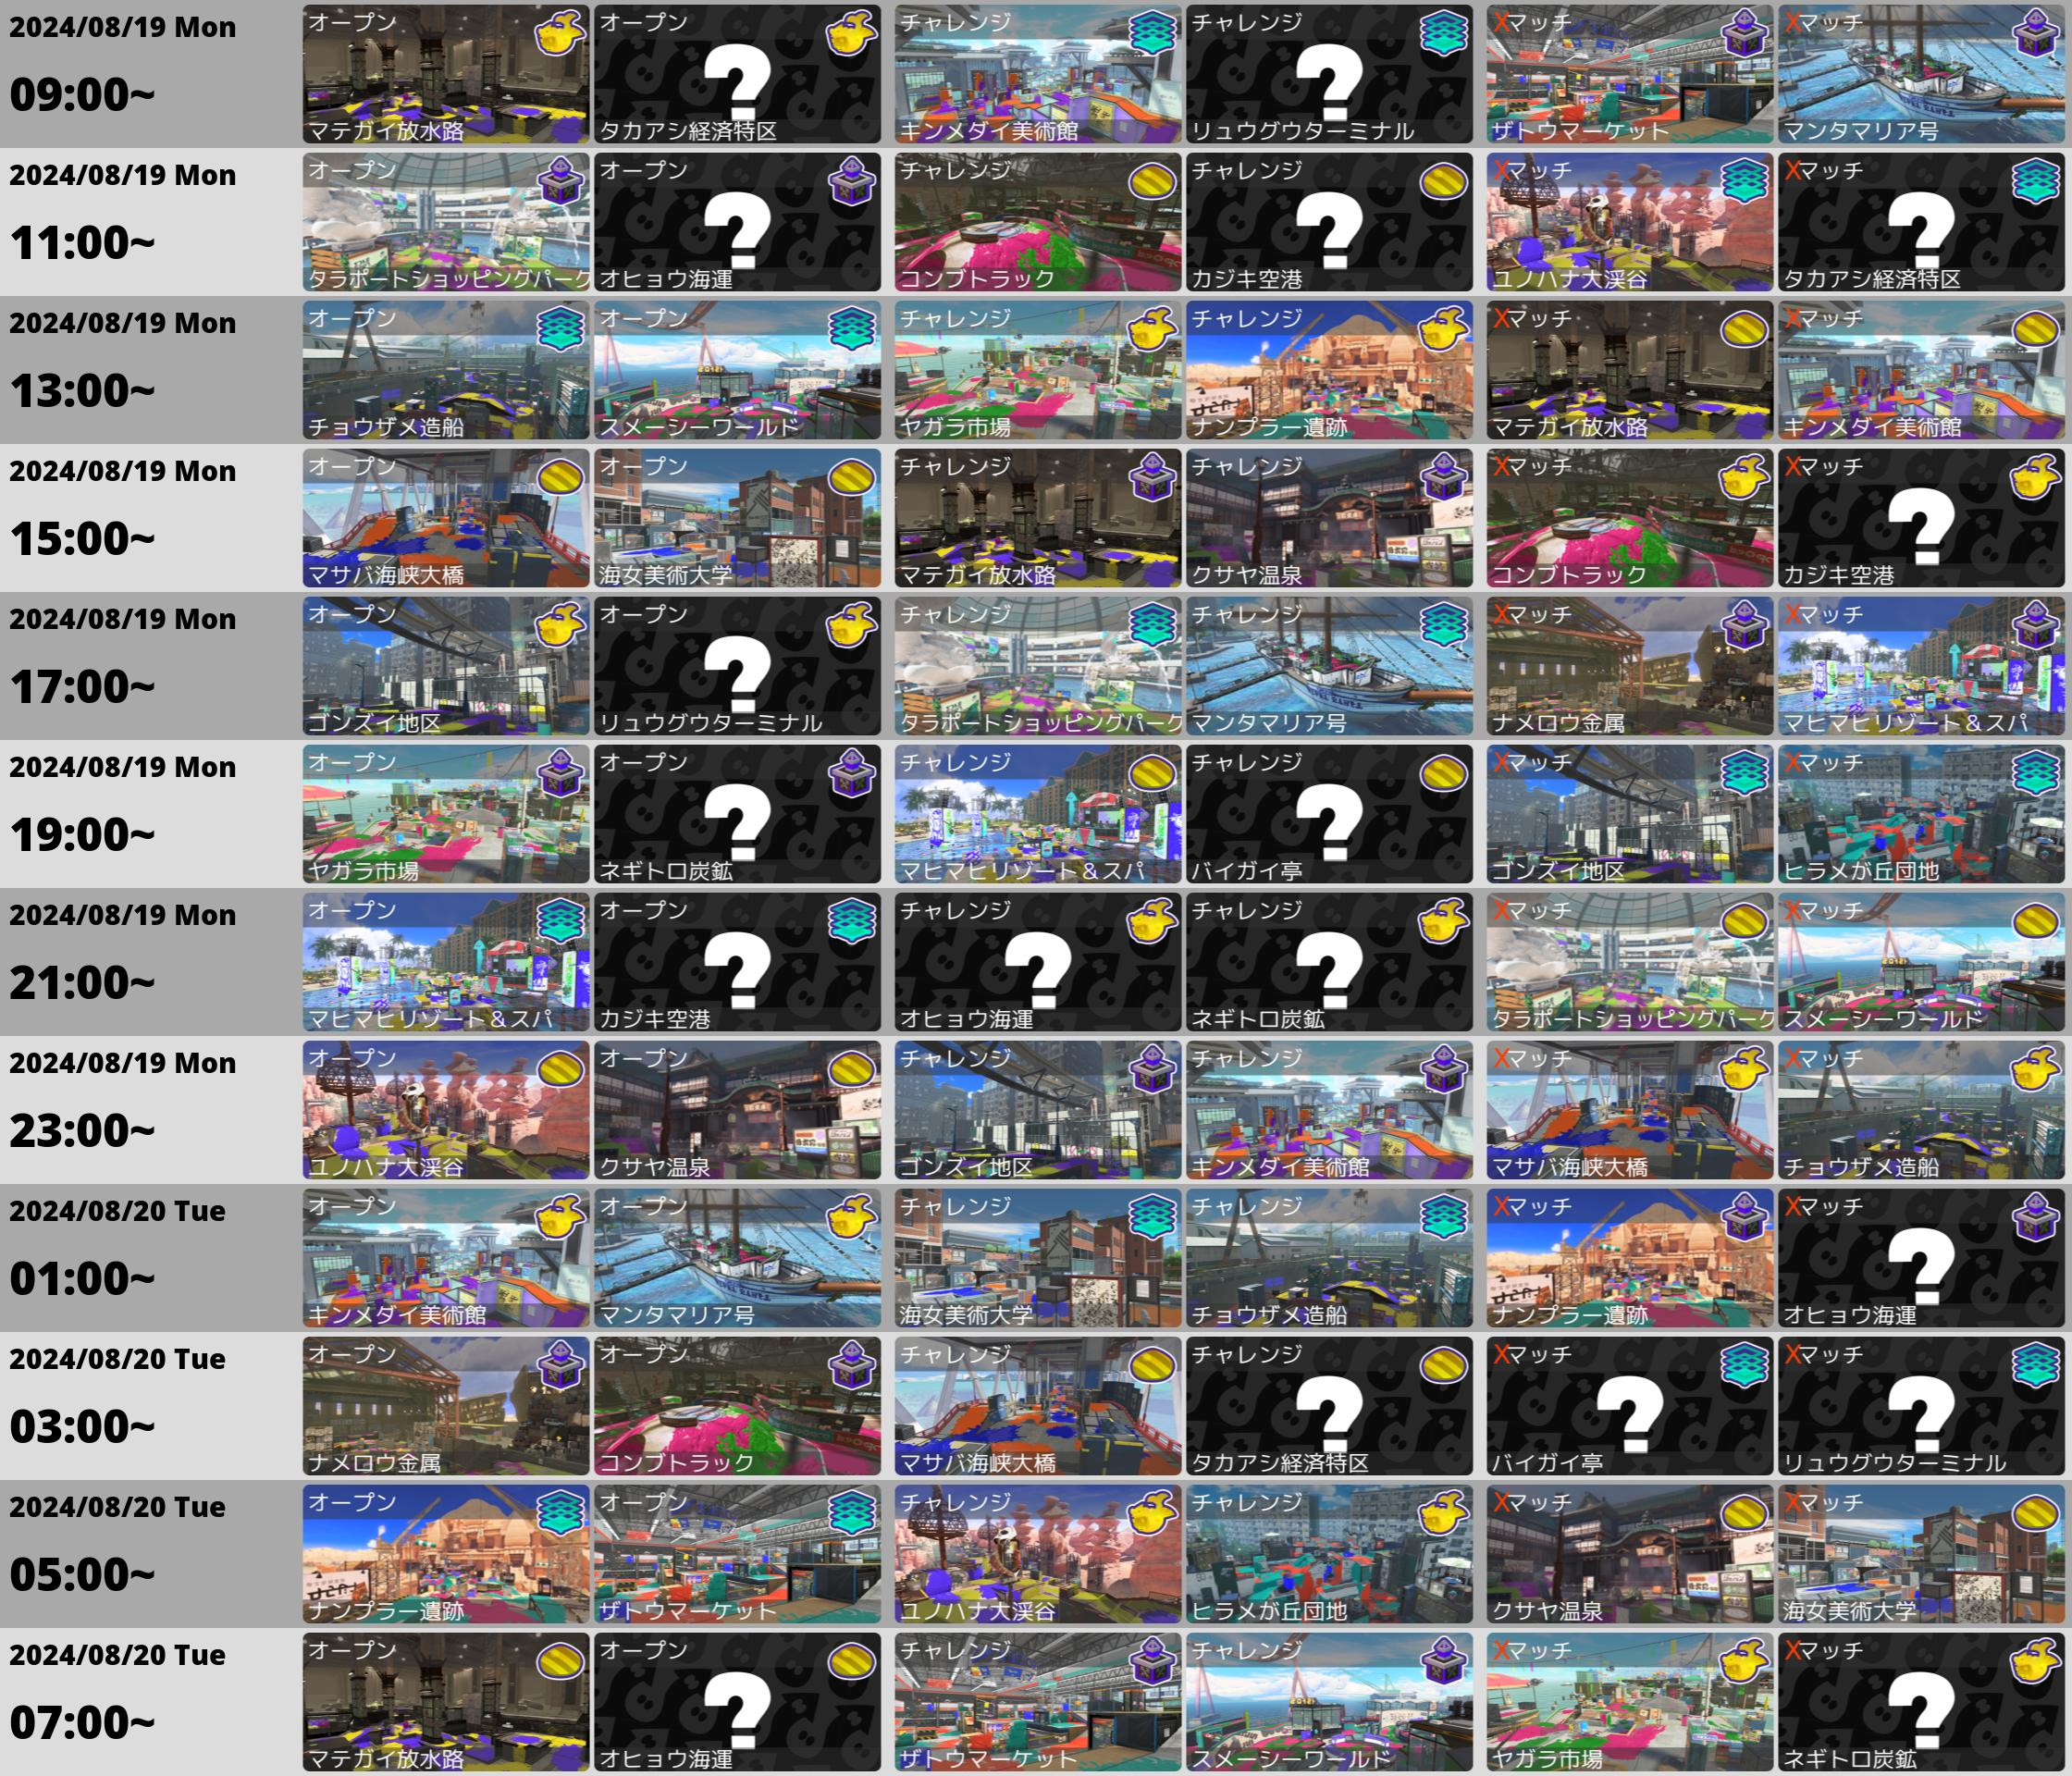 2024/08/19 Mon
09:00~
オープン
マテガイ放水路
オープン
タカアシ経済特区
チャレンジ
キンメダイ美術館
チャレンジ
リュウグウターミナル
Xマッチ
ザトウマーケット
Xマッチ
マンタマリア号
2024/08/19 Mon
11:00~
オープン
タラポートショッピングパーク
オープン
オヒョウ海運
チャレンジ
コンブトラック
チャレンジ
カジキ空港
Xマッチ
ユノハナ大渓谷
Xマッチ
タカアシ経済特区
2024/08/19 Mon
13:00~
オープン
チョウザメ造船
オープン
スメーシーワールド
チャレンジ
ヤガラ市場
チャレンジ
ナンプラー遺跡
Xマッチ
マテガイ放水路
Xマッチ
キンメダイ美術館
2024/08/19 Mon
15:00~
オープン
マサバ海峡大橋
オープン
海女美術大学
チャレンジ
マテガイ放水路
チャレンジ
クサヤ温泉
Xマッチ
コンブトラック
Xマッチ
カジキ空港
2024/08/19 Mon
17:00~
オープン
ゴンズイ地区
オープン
リュウグウターミナル
チャレンジ
タラポートショッピングパーク
チャレンジ
マンタマリア号
Xマッチ
ナメロウ金属
Xマッチ
マヒマヒリゾート＆スパ
2024/08/19 Mon
19:00~
オープン
ヤガラ市場
オープン
ネギトロ炭鉱
チャレンジ
マヒマヒリゾート＆スパ
チャレンジ
バイガイ亭
Xマッチ
ゴンズイ地区
Xマッチ
ヒラメが丘団地
2024/08/19 Mon
21:00~
オープン
マヒマヒリゾート＆スパ
オープン
カジキ空港
チャレンジ
オヒョウ海運
チャレンジ
ネギトロ炭鉱
Xマッチ
タラポートショッピングパーク
Xマッチ
スメーシーワールド
2024/08/19 Mon
23:00~
オープン
ユノハナ大渓谷
オープン
クサヤ温泉
チャレンジ
ゴンズイ地区
チャレンジ
キンメダイ美術館
Xマッチ
マサバ海峡大橋
Xマッチ
チョウザメ造船
2024/08/20 Tue
01:00~
オープン
キンメダイ美術館
オープン
マンタマリア号
チャレンジ
海女美術大学
チャレンジ
チョウザメ造船
Xマッチ
ナンプラー遺跡
Xマッチ
オヒョウ海運
2024/08/20 Tue
03:00~
オープン
ナメロウ金属
オープン
コンブトラック
チャレンジ
マサバ海峡大橋
チャレンジ
タカアシ経済特区
Xマッチ
バイガイ亭
Xマッチ
リュウグウターミナル
2024/08/20 Tue
05:00~
オープン
ナンプラー遺跡
オープン
ザトウマーケット
チャレンジ
ユノハナ大渓谷
チャレンジ
ヒラメが丘団地
Xマッチ
クサヤ温泉
Xマッチ
海女美術大学
2024/08/20 Tue
07:00~
オープン
マテガイ放水路
オープン
オヒョウ海運
チャレンジ
ザトウマーケット
チャレンジ
スメーシーワールド
Xマッチ
ヤガラ市場
Xマッチ
ネギトロ炭鉱